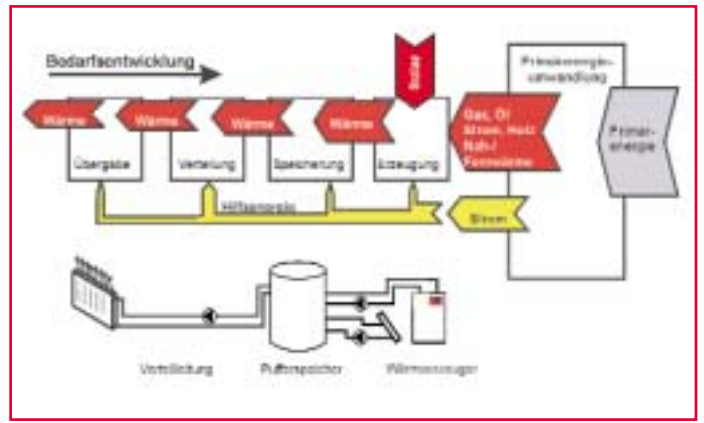 Bedarfsentwicklung
Solar
Primärenergie-
umwandlung
Wärme
Wärme
Wärme
Wärme
Gas, Öl
Strom, Holz
Nah-/
Fernwärme
Primär-
energie
Übergabe
Verteilung
Speicherung
Erzeugung
Hilfsenergie
Strom
Verteilleitung
Pufferspeicher
Wärmeerzeuger